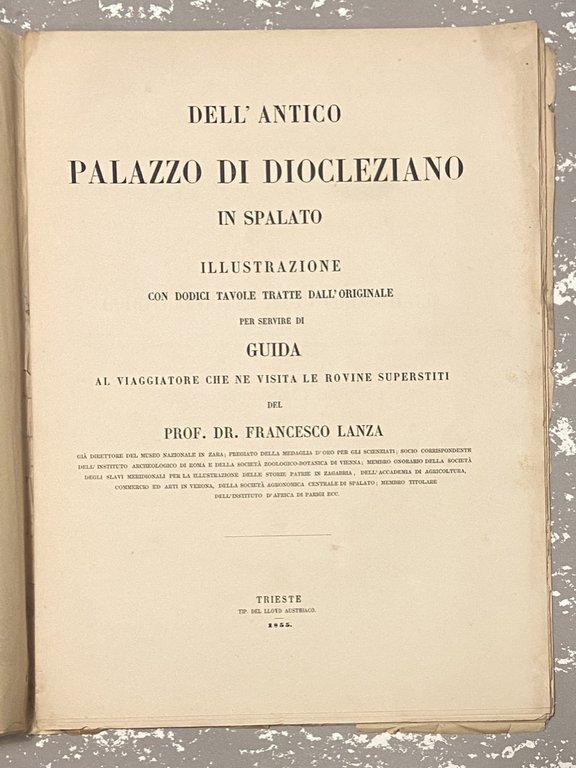 DELL' ANTICO
PALAZZO DI DIOCLEZIANO
IN SPALATO
ILLUSTRAZIONE
CON DODICI TAVOLE TRATTE DALL'ORIGINALE
PER SERVIRE DI
GUIDA
AL VIAGGIATORE CHE NE VISITA LE ROVINE SUPERSTITI
DEL
PROF. DR. FRANCESCO LANZA
GIÀ DIRETTORE DEL MUSEO NAZIONALE IN ZARA; FREGIATO DELLA MEDAGLIA D'ORO PER GLI SCIENZIATI; SOCIO CORRISPONDENTE
DELL'INSTITUTO ARCHEOLOGICO DI ROMA E DELLA SOCIETÀ ZOOLOGICO-BOTANICA DI VIENNA; MEMBRO ONORARIO DELLA SOCIETÀ
DEGLI SLAVI MERIDIONALI PER LA ILLUSTRAZIONE DELLE STORIE PATRIE IN ZAGABRIA, DELL'ACCADEMIA DI AGRICOLTURA,
COMMERCIO ED ARTI IN VERONA, DELLA SOCIETÀ AGRONOMICA CENTRALE DI SPALATO; MEMBRO TITOLARE
DELL'INSTITUTO D'AFRICA DI PARIGI ECC.
TRIESTE
TIP. DEL LLOYD AUSTRIACO.
1855.